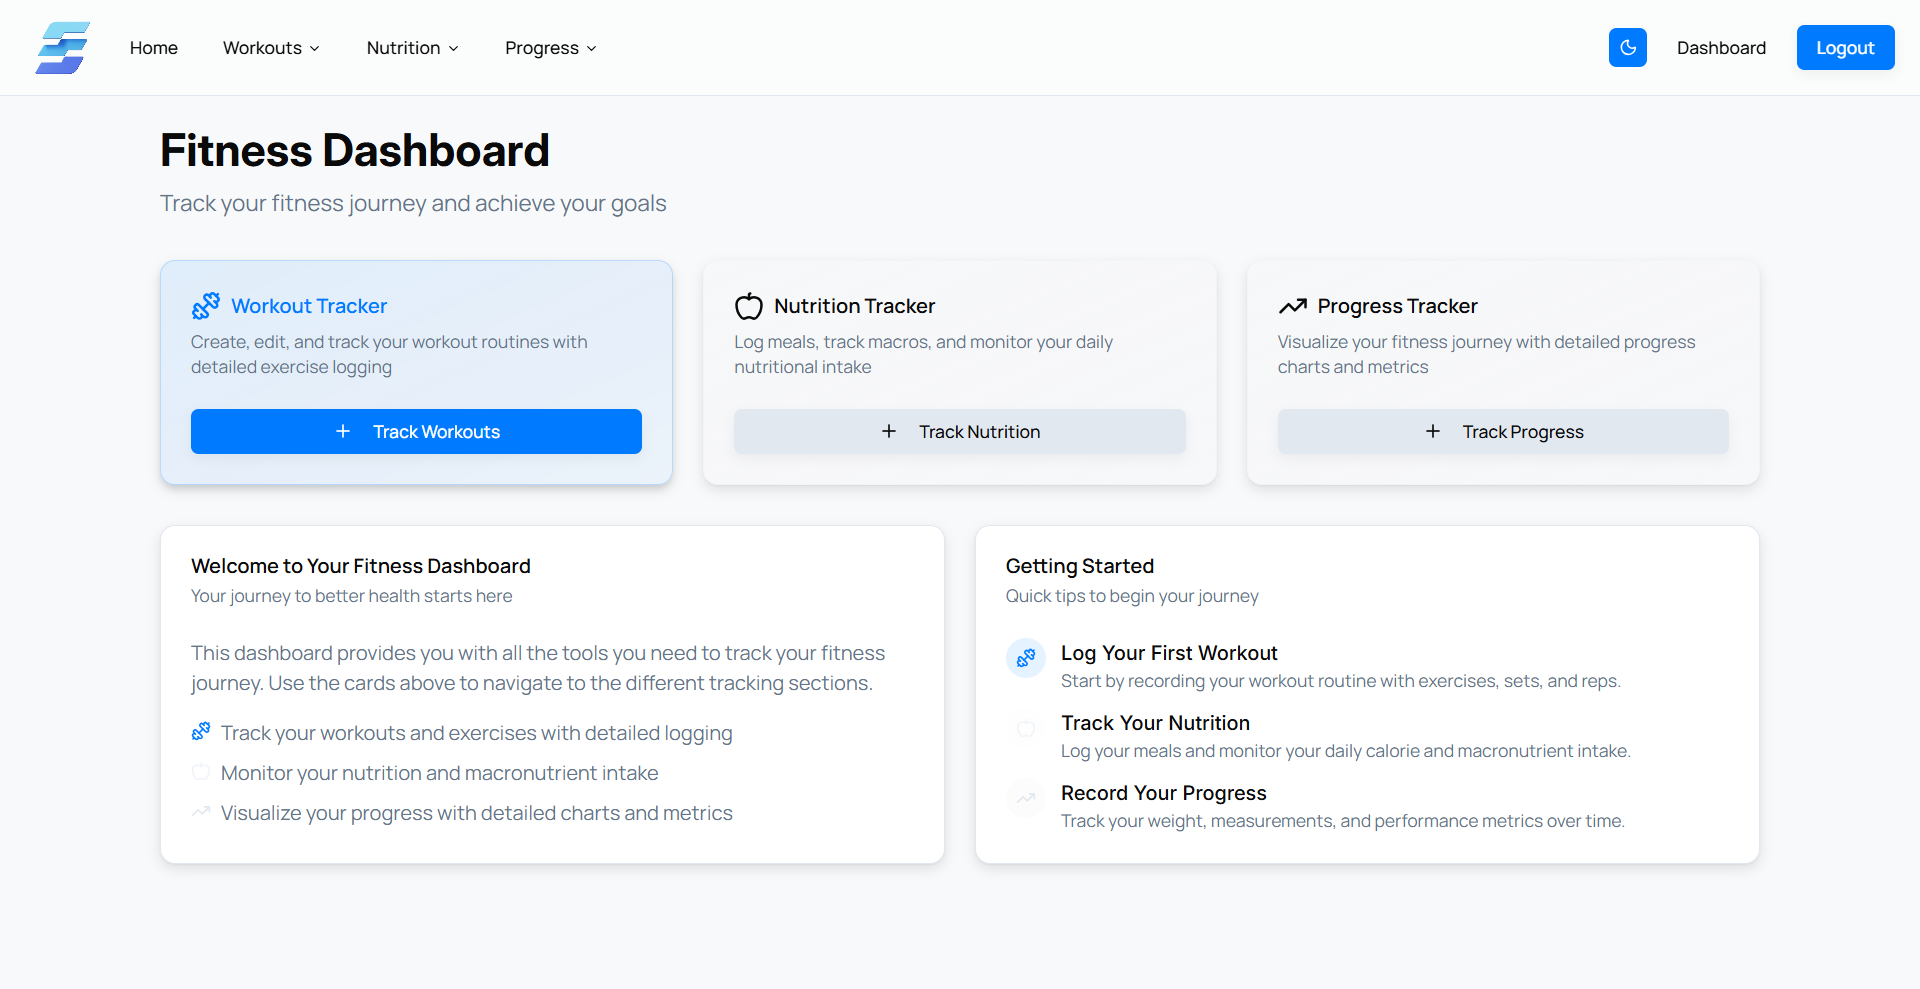 Home
Workouts
Nutrition
Progress
Dashboard
Logout
Fitness Dashboard
Track your fitness journey and achieve your goals
Workout Tracker
Create, edit, and track your workout routines with
detailed exercise logging
Track Workouts
Nutrition Tracker
Log meals, track macros, and monitor your daily
nutritional intake
Track Nutrition
Progress Tracker
Visualize your fitness journey with detailed progress
charts and metrics
Track Progress
Welcome to Your Fitness Dashboard
Your journey to better health starts here
This dashboard provides you with all the tools you need to track your fitness
journey. Use the cards above to navigate to the different tracking sections.
Track your workouts and exercises with detailed logging
Monitor your nutrition and macronutrient intake
Visualize your progress with detailed charts and metrics
Getting Started
Quick tips to begin your journey
Log Your First Workout
Start by recording your workout routine with exercises, sets, and reps.
Track Your Nutrition
Log your meals and monitor your daily calorie and macronutrient intake.
Record Your Progress
Track your weight, measurements, and performance metrics over time.